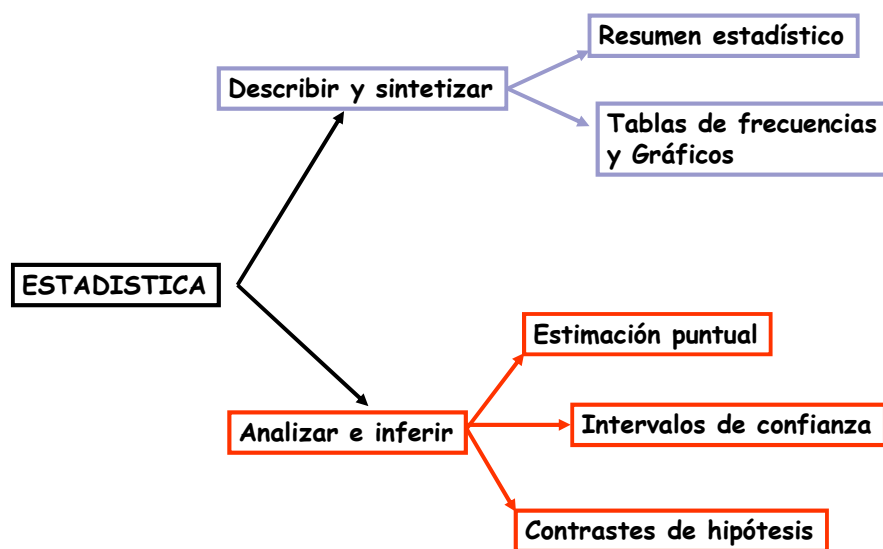 Resumen estadístico
Describir y sintetizar
Tablas de frecuencias
y Gráficos
ESTADISTICA
Estimación puntual
Analizar e inferir
Intervalos de confianza
Contrastes de hipótesis